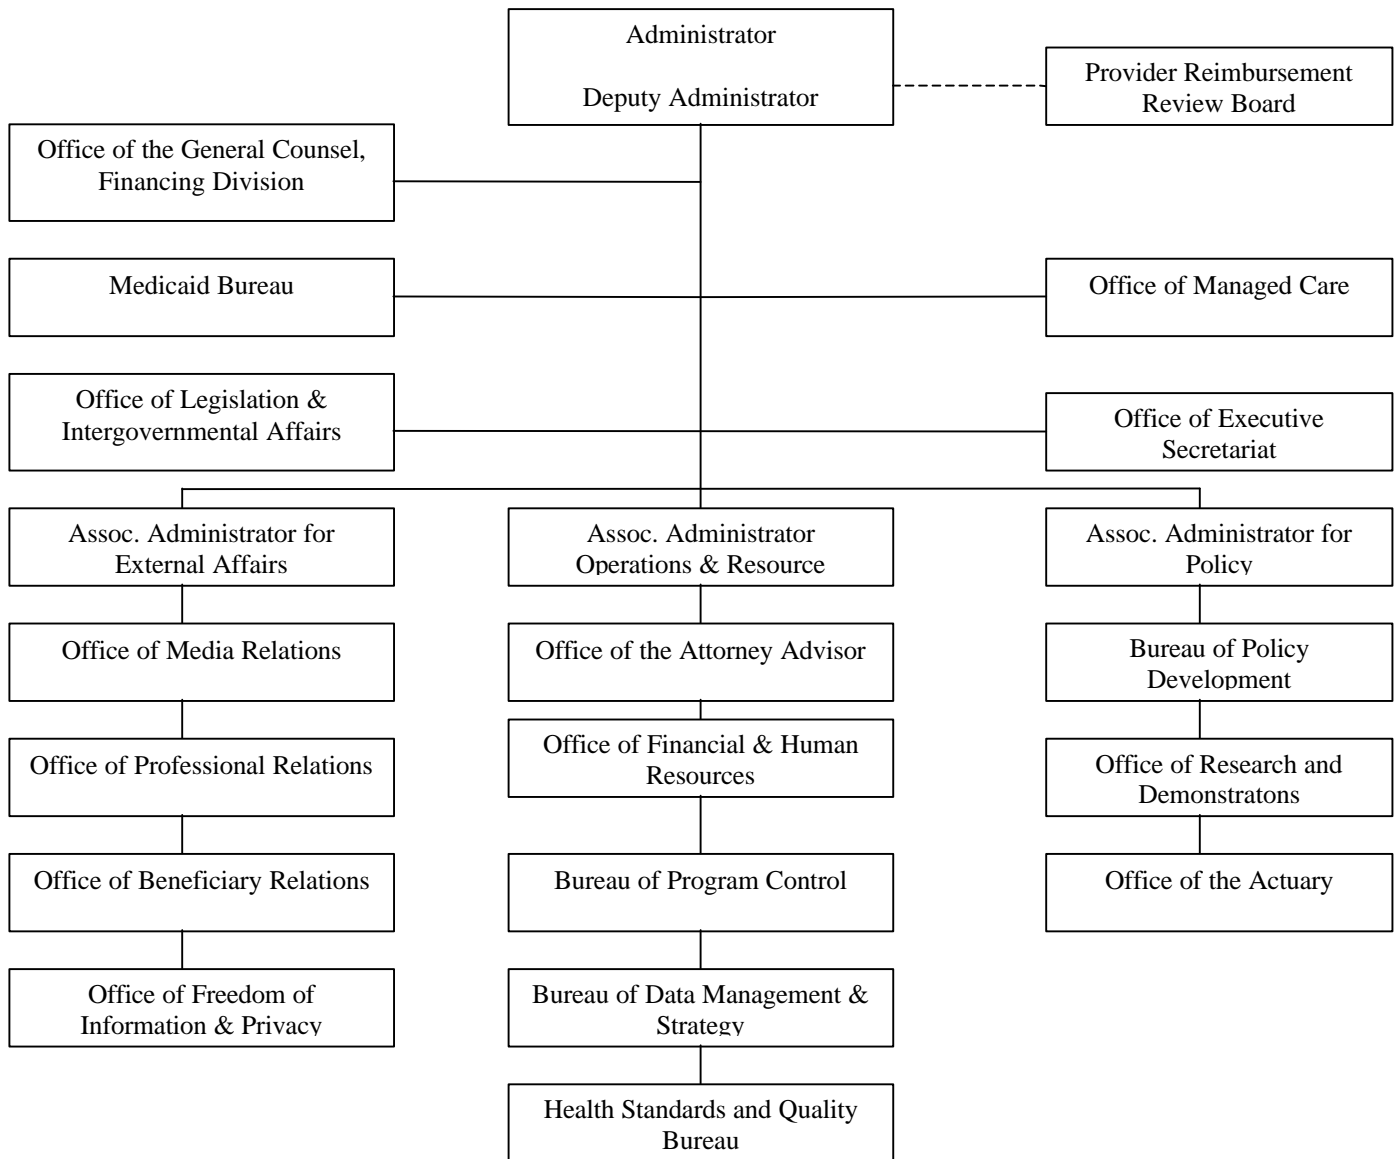 Administrator
Deputy Administrator
Provider Reimbursement
Review Board
Office of the General Counsel,
Financing Division
Medicaid Bureau
Office of Managed Care
Office of Legislation &
Intergovernmental Affairs
Office of Executive
Secretariat
Assoc. Administrator for
External Affairs
Assoc. Administrator
Operations & Resource
Assoc. Administrator for
Policy
Office of Media Relations
Office of the Attorney Advisor
Bureau of Policy
Development
Office of Professional Relations
Office of Financial & Human
Resources
Office of Research and
Demonstratons
Office of Beneficiary Relations
Bureau of Program Control
Office of the Actuary
Office of Freedom of
Information & Privacy
Bureau of Data Management &
Strategy
Health Standards and Quality
Bureau